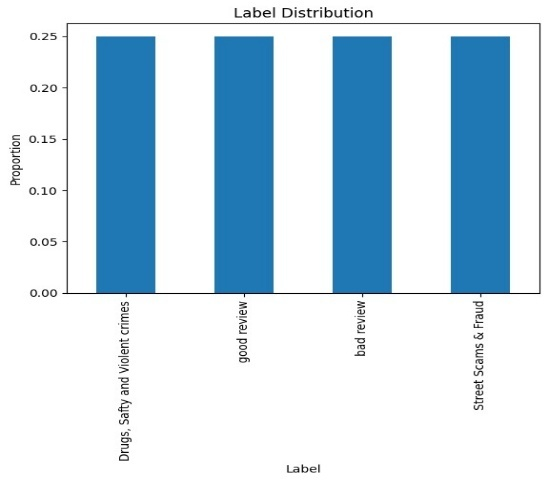 Label Distribution
0.25
0.20
0.15
0.10
0.05
0.00
Proportion
Drugs, Safty and Violent crimes
good review
bad review
Street Scams & Fraud
Label